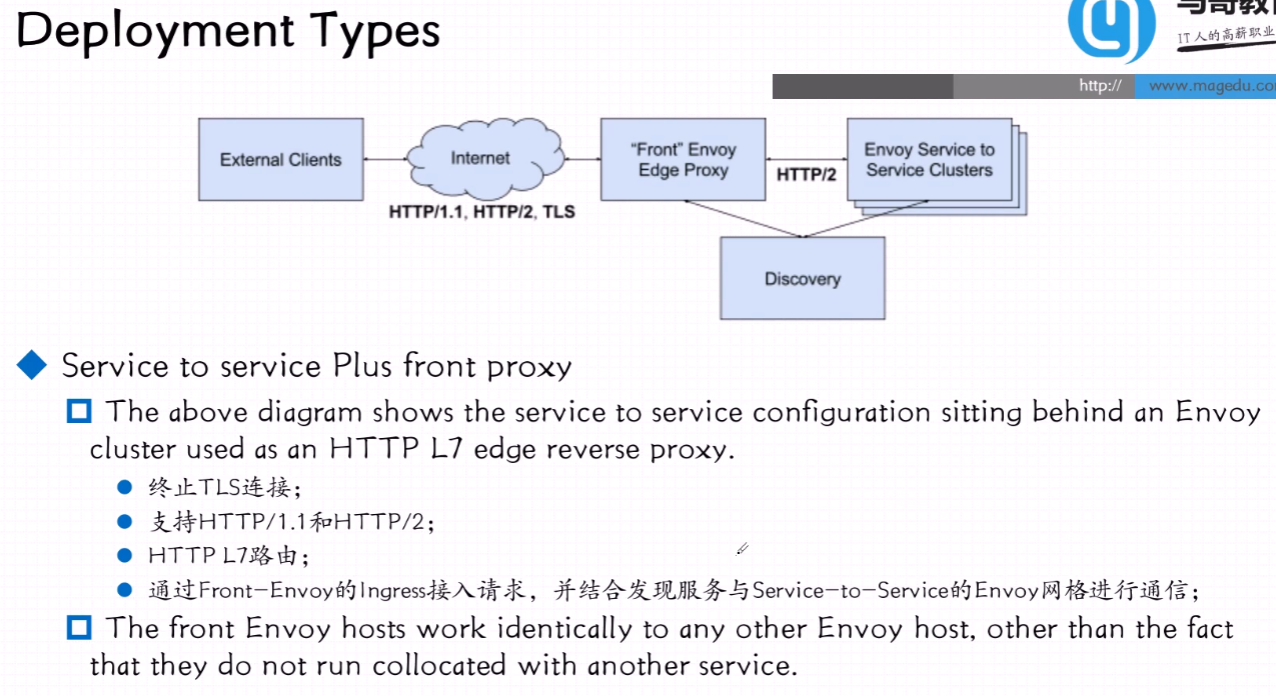 Deployment Types
IT人的高薪职业
http://
www.magedu.co
External Clients
Internet
HTTP/1.1, HTTP/2, TLS
"Front" Envoy
Edge Proxy
HTTP/2
Envoy Service to
Service Clusters
Discovery
Service to service Plus front proxy
The above diagram shows the service to service configuration sitting behind an Envoy
cluster used as an HTTP L7 edge reverse proxy.
终止TLS连接；
支持HTTP/1.1和HTTP/2；
HTTP L7路由；
通过Front-Envoy的Ingress接入请求，并结合发现服务与Service-to-Service的Envoy网格进行通信；
The front Envoy hosts work identically to any other Envoy host, other than the fact
that they do not run collocated with another service.